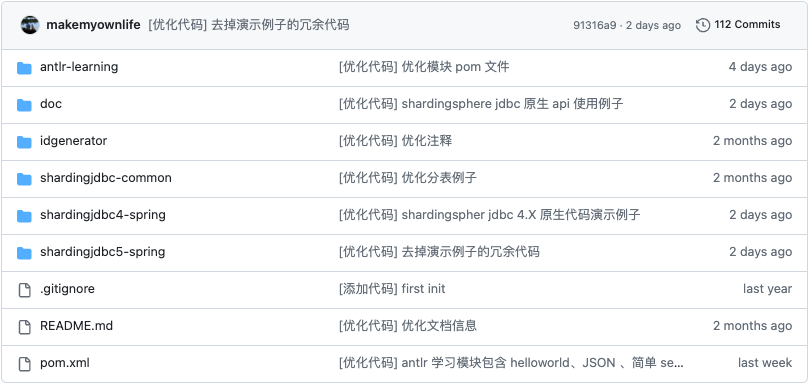 makemyownlife [优化代码] 去掉演示例子的冗余代码 91316a9 · 2 days ago 112 Commits
antlr-learning [优化代码] 优化模块 pom 文件 4 days ago
doc [优化代码] shardingsphere jdbc 原生 api 使用例子 2 days ago
idgenerator [优化代码] 优化注释 2 months ago
shardingjdbc-common [优化代码] 优化分表例子 2 months ago
shardingjdbc4-spring [优化代码] shardingspher jdbc 4.X 原生代码演示例子 2 days ago
shardingjdbc5-spring [优化代码] 去掉演示例子的冗余代码 2 days ago
.gitignore [添加代码] first init last year
README.md [优化代码] 优化文档信息 2 months ago
pom.xml [优化代码] antlr 学习模块包含 helloworld、JSON 、简单 se... last week